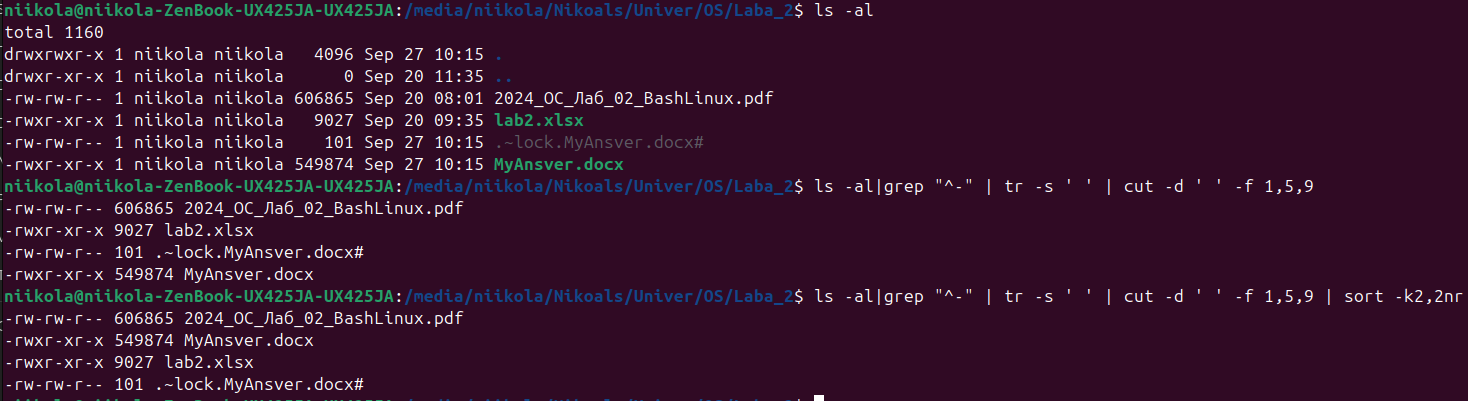 niikola@niikola-ZenBook-UX425JA-UX425JA:/media/niikola/Nikoals/Univer/OS/Laba_2$ ls -al
total 1160
drwxrwxr-x 1 niikola niikola   4096 Sep 27 10:15 .
drwxrwxr-x 1 niikola niikola      0 Sep 20 11:35 ..
-rw-rw-r-- 1 niikola niikola 606865 Sep 20 08:01 2024_ОС_Лаб_02_BashLinux.pdf
-rwxr-xr-x 1 niikola niikola   9027 Sep 20 09:35 lab2.xlsx
-rw-rw-r-- 1 niikola niikola    101 Sep 27 10:15 .~lock.MyAnsver.docx#
-rwxr-xr-x 1 niikola niikola 549874 Sep 27 10:15 MyAnsver.docx
niikola@niikola-ZenBook-UX425JA-UX425JA:/media/niikola/Nikoals/Univer/OS/Laba_2$ ls -al|grep "^-" | tr -s ' ' | cut -d ' ' -f 1,5,9
-rw-rw-r-- 606865 2024_ОС_Лаб_02_BashLinux.pdf
-rwxr-xr-x 9027 lab2.xlsx
-rw-rw-r-- 101 .~lock.MyAnsver.docx#
-rwxr-xr-x 549874 MyAnsver.docx
niikola@niikola-ZenBook-UX425JA-UX425JA:/media/niikola/Nikoals/Univer/OS/Laba_2$ ls -al|grep "^-" | tr -s ' ' | cut -d ' ' -f 1,5,9 | sort -k2,2nr
-rw-rw-r-- 606865 2024_ОС_Лаб_02_BashLinux.pdf
-rwxr-xr-x 549874 MyAnsver.docx
-rwxr-xr-x 9027 lab2.xlsx
-rw-rw-r-- 101 .~lock.MyAnsver.docx#